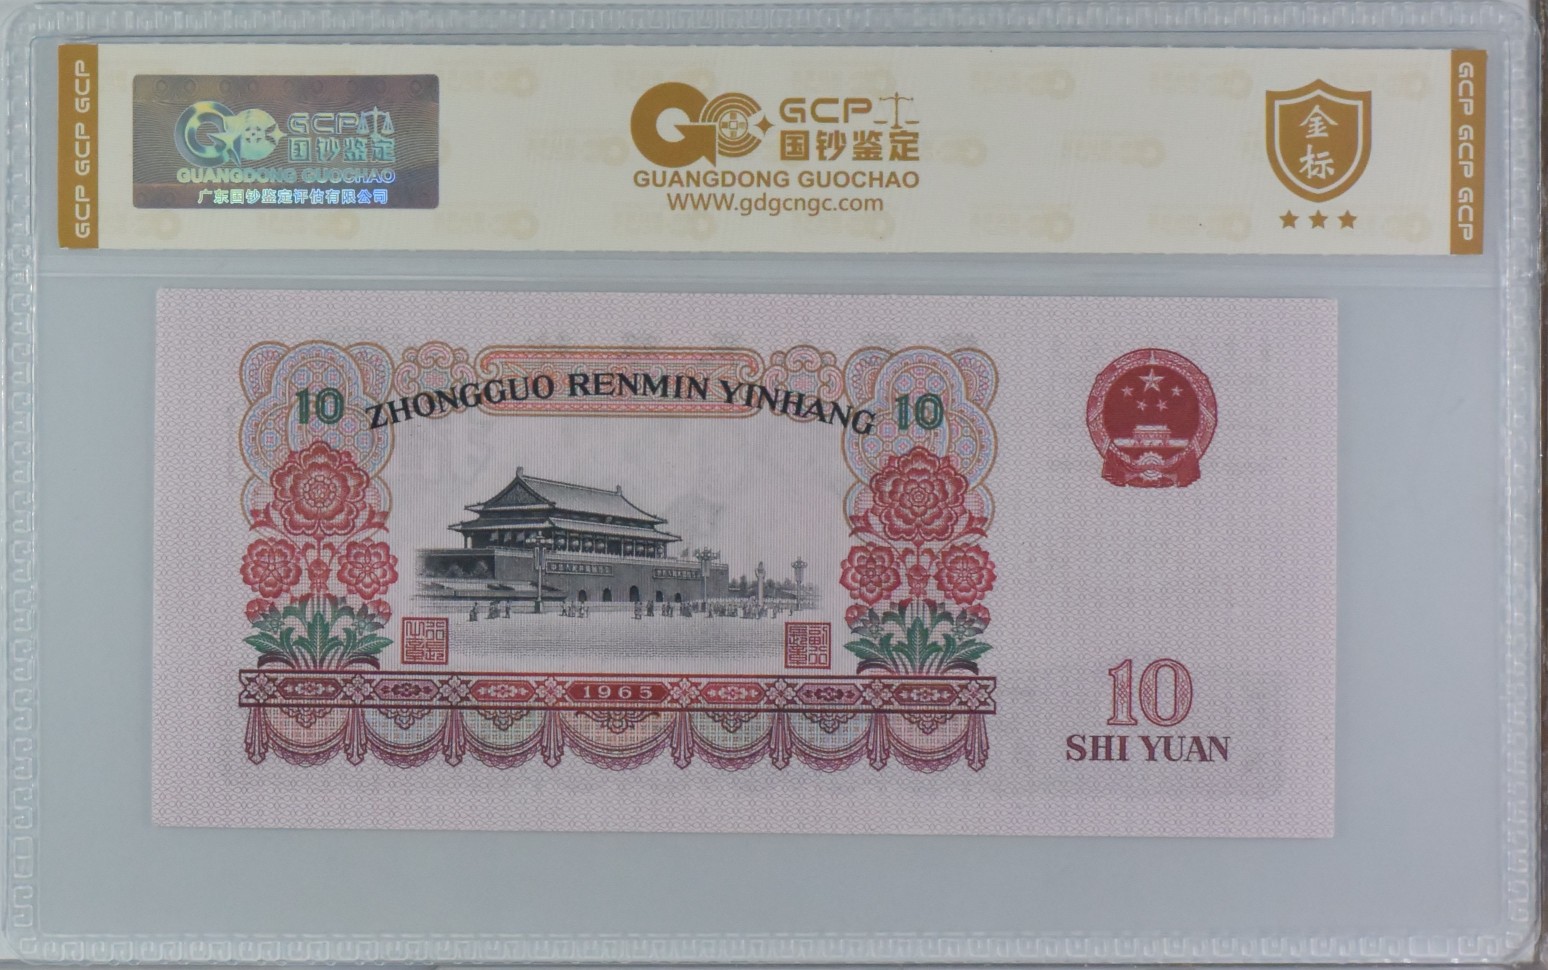 GCP GCP GCP
GCP
国钞鉴定
GUANGDONG GUOCHAO
广东国钞鉴定评估有限公司
GCP
国钞鉴定
GUANGDONG GUOCHAO
WWW.gdgcngc.com
金
标
GCP GCP GCP
10
ZHONGGUO RENMIN YINHANG
10
1965
10
SHI YUAN